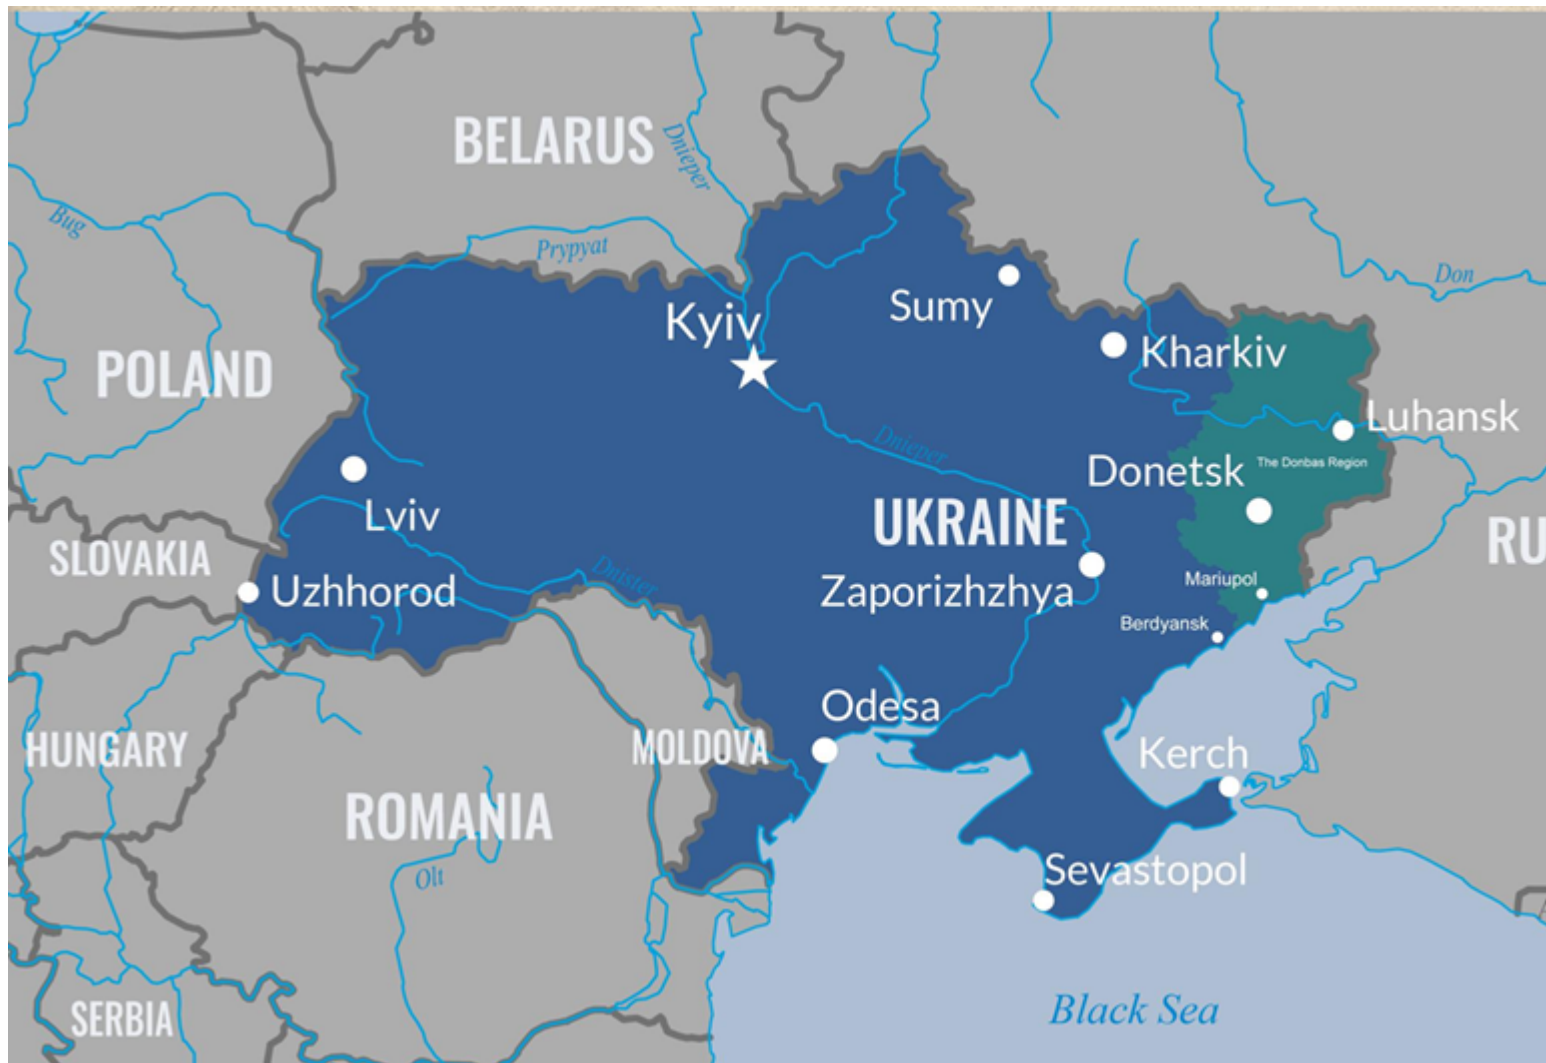 BELARUS
Dnieper
Bug
Prypyat
Don
Sumy
Kyiv
Kharkiv
POLAND
Luhansk
Dnieper
The Donbas Region
Donetsk
Lviv
UKRAINE
RU
SLOVAKIA
Dnister
Mariupol
Uzhhorod
Zaporizhzhya
Berdyansk
Odesa
HUNGARY
MOLDOVA
Kerch
ROMANIA
Sevastopol
Olt
Black Sea
SERBIA